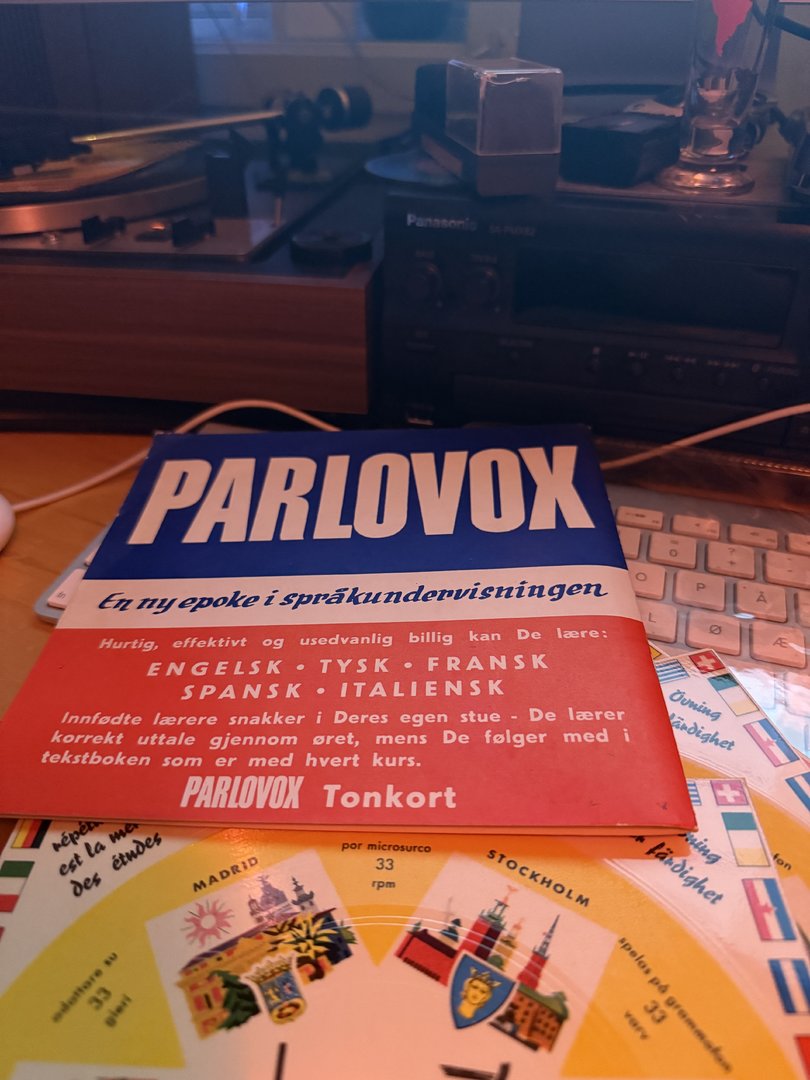 Panasonic
PARLOVOX
En ny epoke i språkundervisningen
Hurtig, effektivt og usedvanlig billig kan De lære:
ENGELSK • TYSK • FRANSK
SPANSK • ITALIENSK
Innfødte lærere snakker i Deres egen stue - De lærer
korrekt uttale gjennom øret, mens De følger med i
tekstboken som er med hvert kurs.
PARLOVOX Tonkort
O
P
Å
L
Ø
Æ
Övning
färdighet
est la
des études
MADRID
por microsurco
33
rpm
STOCKHOLM
färdighet
33
giri
spelas på grammofon
33
varv